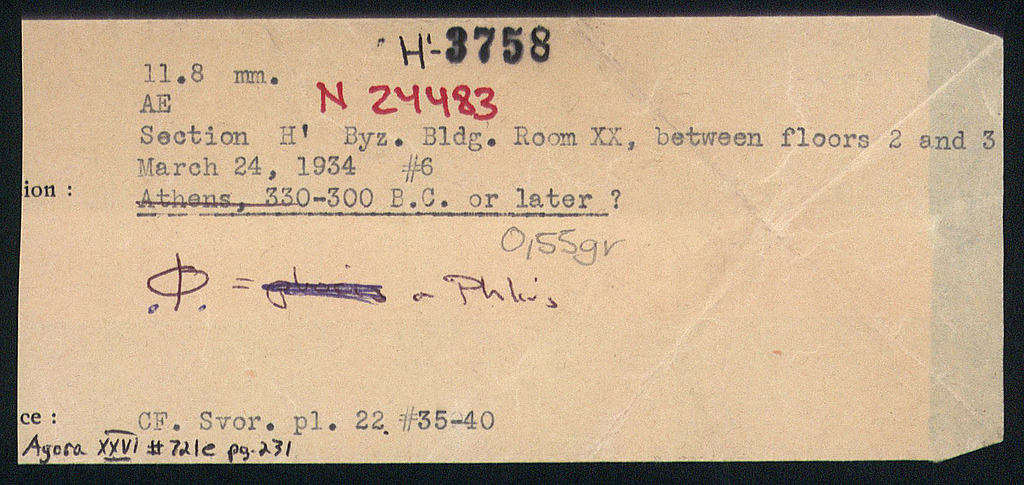 H'-3758
11.8 mm.
AE
N 24483
Section H' Byz. Bldg. Room XX, between floors 2 and 3
March 24, 1934 #6
ion :
Athens, 330-300 B.C. or later ?
0,55gr
.Φ. =
ce :
CF. Svor. pl. 22. #35-40
Agora XXVI #721e pg. 231